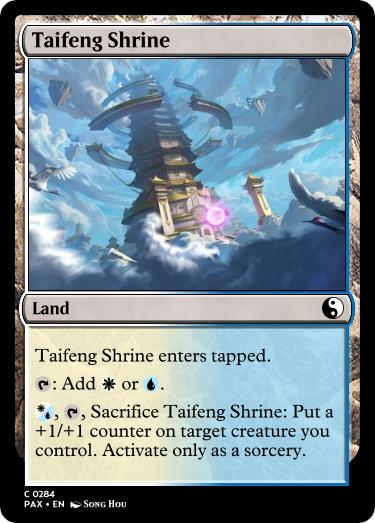 Taifeng Shrine
Land
Taifeng Shrine enters tapped.
: Add or .
, , Sacrifice Taifeng Shrine: Put a
+1/+1 counter on target creature you
control. Activate only as a sorcery.
C 0284
PAX • EN Song Hou